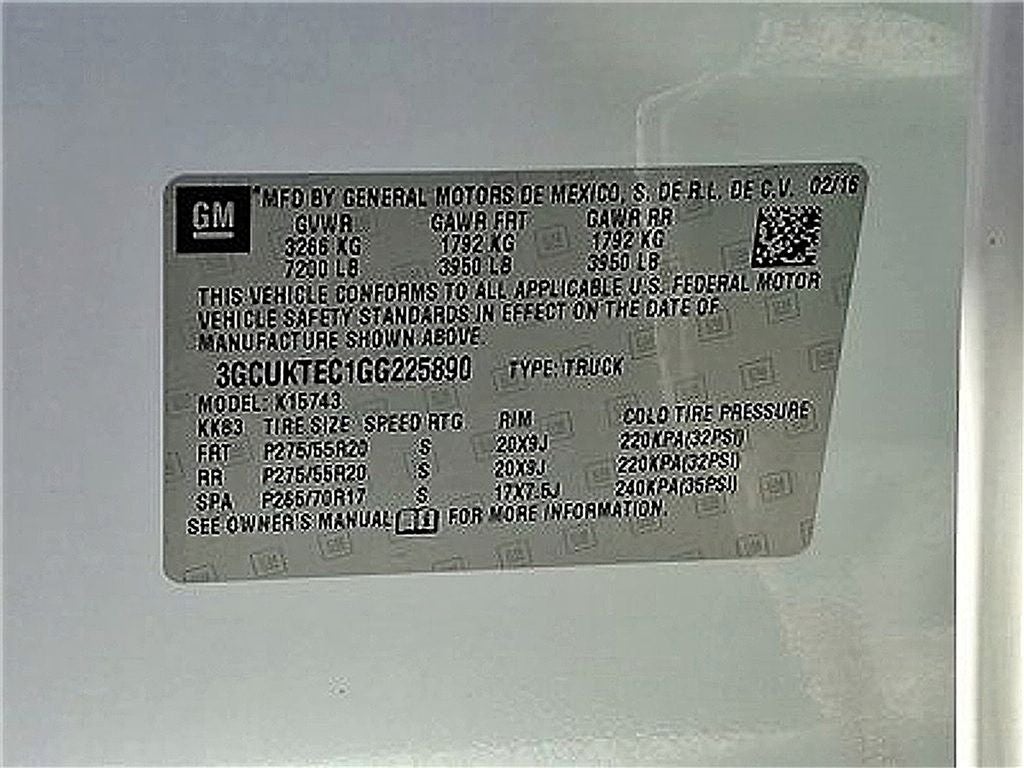 GM
MFD BY GENERAL MOTORS DE MEXICO, S. DE R.L. DE C.V. 02/16
GVWR GAWR FRT GAWR RR
3266 KG 1792 KG 1792 KG
7200 LB 3950 LB 3950 LB
THIS VEHICLE CONFORMS TO ALL APPLICABLE U.S. FEDERAL MOTOR
VEHICLE SAFETY STANDARDS IN EFFECT ON THE DATE OF
MANUFACTURE SHOWN ABOVE.
3GCUKTEC1GG225890 TYPE: TRUCK
MODEL: K15743
KK63 TIRE SIZE SPEED RTG RIM COLD TIRE PRESSURE
FRT P275/55R20 S 20X9J 220KPA(32PSI)
RR P275/55R20 S 20X9J 220KPA(32PSI)
SPA P265/70R17 S 17X7.5J 240KPA(35PSI)
SEE OWNER'S MANUAL FOR MORE INFORMATION.